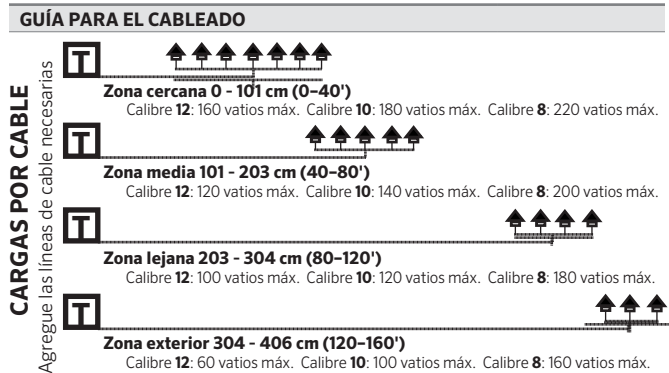 GUÍA PARA EL CABLEADO
CARGAS POR CABLE
Agregue las líneas de cable necesarias
T
Zona cercana 0 - 101 cm (0–40')
Calibre 12: 160 vatios máx. Calibre 10: 180 vatios máx. Calibre 8: 220 vatios máx.
T
Zona media 101 - 203 cm (40–80')
Calibre 12: 120 vatios máx. Calibre 10: 140 vatios máx. Calibre 8: 200 vatios máx.
T
Zona lejana 203 - 304 cm (80–120')
Calibre 12: 100 vatios máx. Calibre 10: 120 vatios máx. Calibre 8: 180 vatios máx.
T
Zona exterior 304 - 406 cm (120–160')
Calibre 12: 60 vatios máx. Calibre 10: 100 vatios máx. Calibre 8: 160 vatios máx.